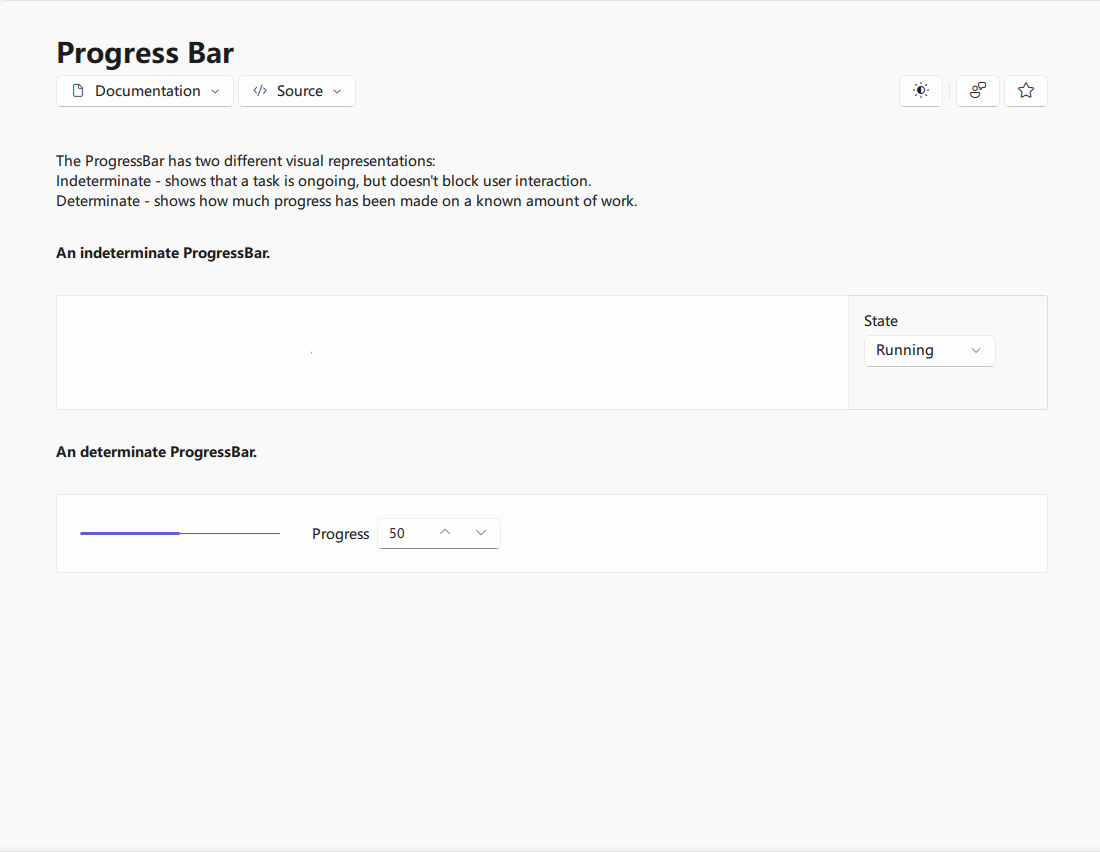 Progress Bar
Documentation
Source
The ProgressBar has two different visual representations:
Indeterminate - shows that a task is ongoing, but doesn't block user interaction.
Determinate - shows how much progress has been made on a known amount of work.
An indeterminate ProgressBar.
State
Running
An determinate ProgressBar.
Progress
50